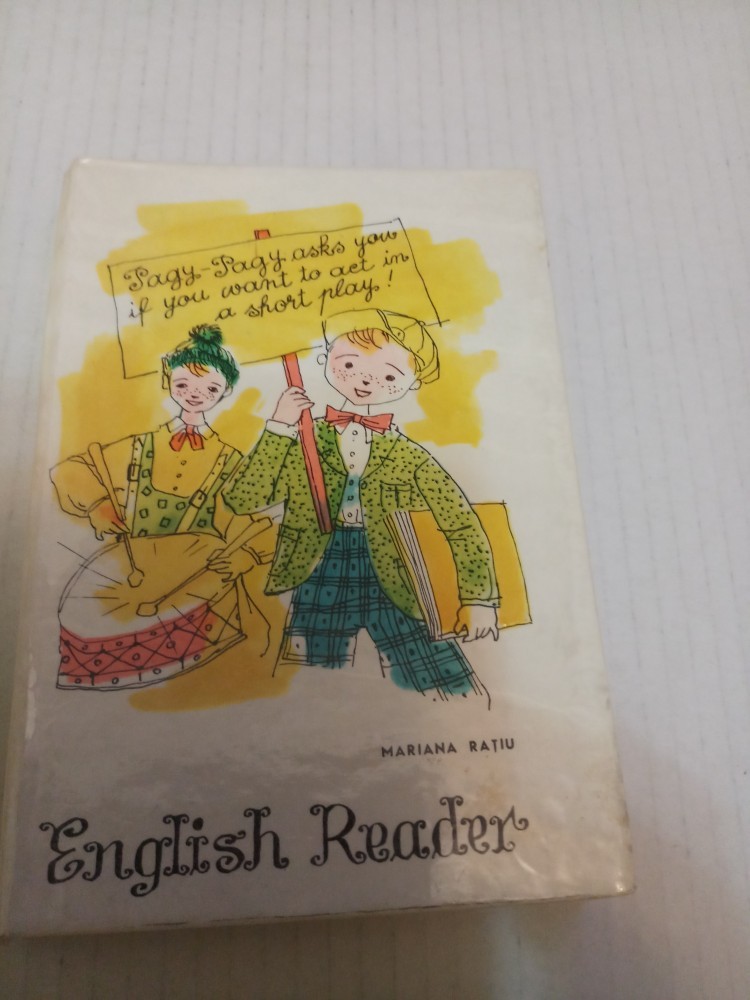 Pagy-Pagy asks you
if you want to act in
a short play!
MARIANA RAȚIU
English Reader